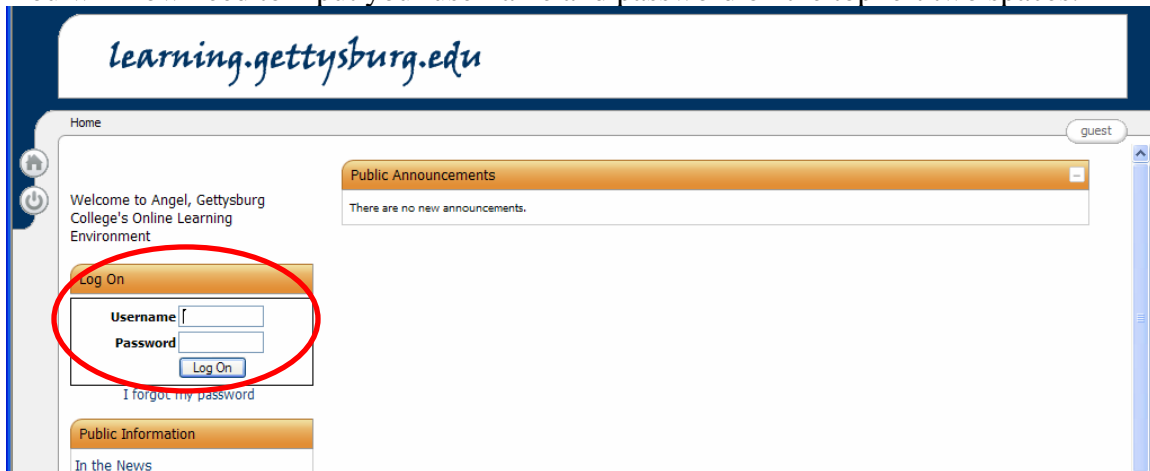 learning.gettysburg.edu
Home
guest
Public Announcements
There are no new announcements.
Welcome to Angel, Gettysburg
College's Online Learning
Environment
Log On
Username
Password
Log On
I forgot my password
Public Information
In the News